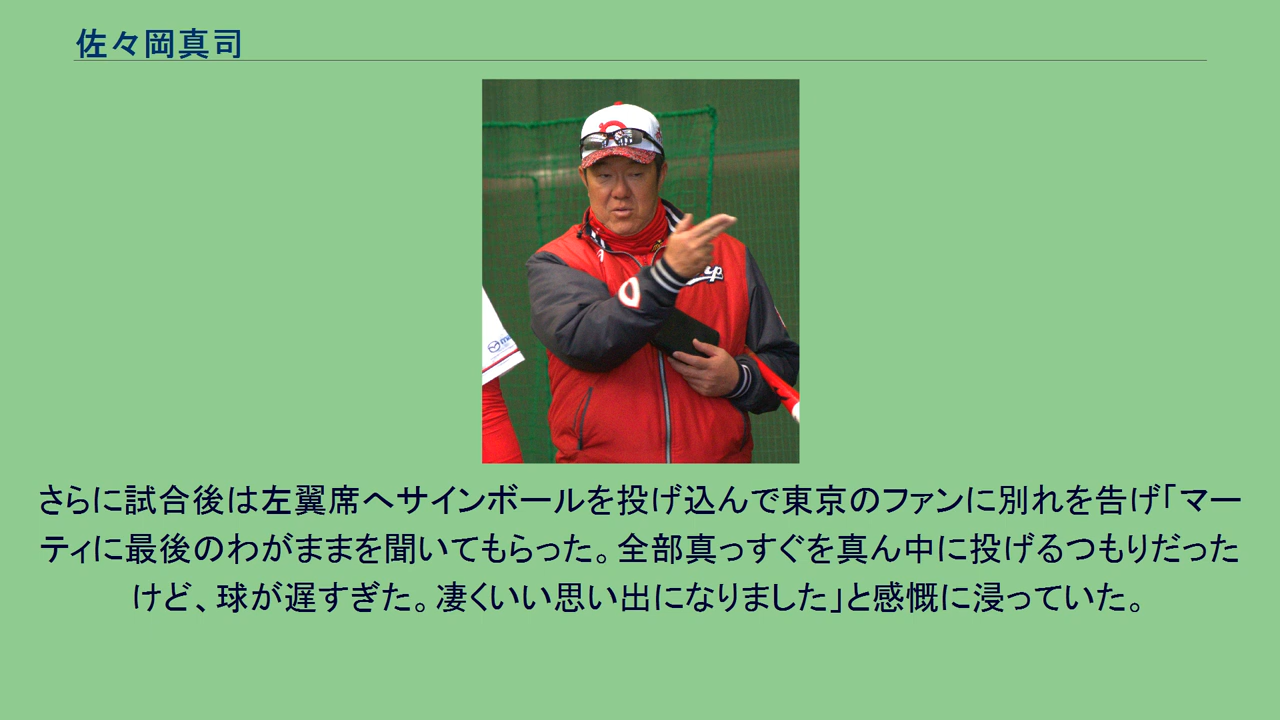 佐々岡真司
さらに試合後は左翼席へサインボールを投げ込んで東京のファンに別れを告げ「マー
ティに最後のわがままを聞いてもらった。全部真っすぐを真ん中に投げるつもりだった
けど、球が遅すぎた。凄くいい思い出になりました」と感慨に浸っていた。